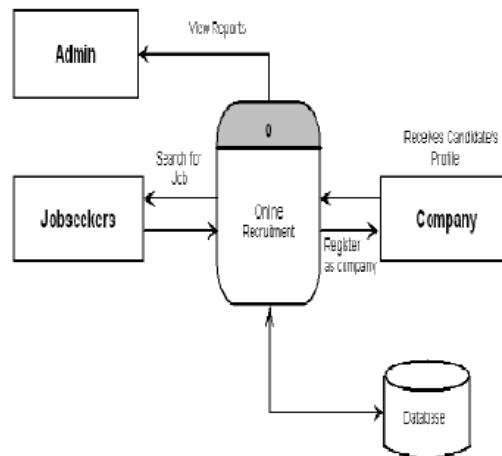 View Reports
Admin
0
Receives Candidate's
Profile
Search for
Job
Jobseekers
Online
Recruitment
Company
Register
as company
Database